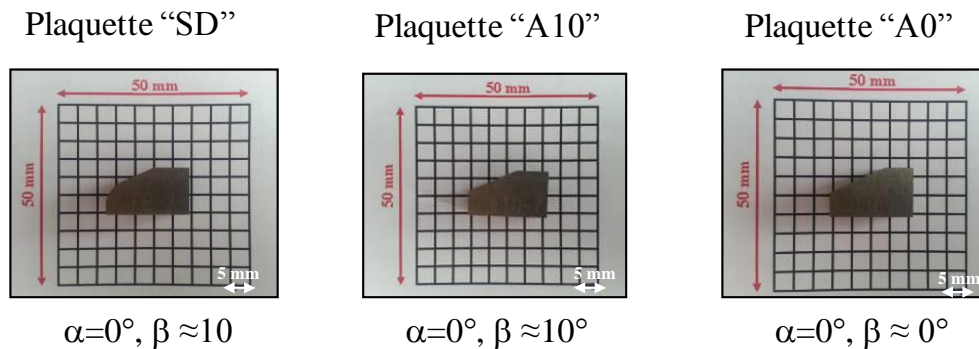 Plaquette “SD”
Plaquette “A10”
Plaquette “A0”
50 mm
50 mm
5 mm
50 mm
50 mm
5 mm
50 mm
50 mm
5 mm
α=0°, β ≈10
α=0°, β ≈10°
α=0°, β ≈ 0°